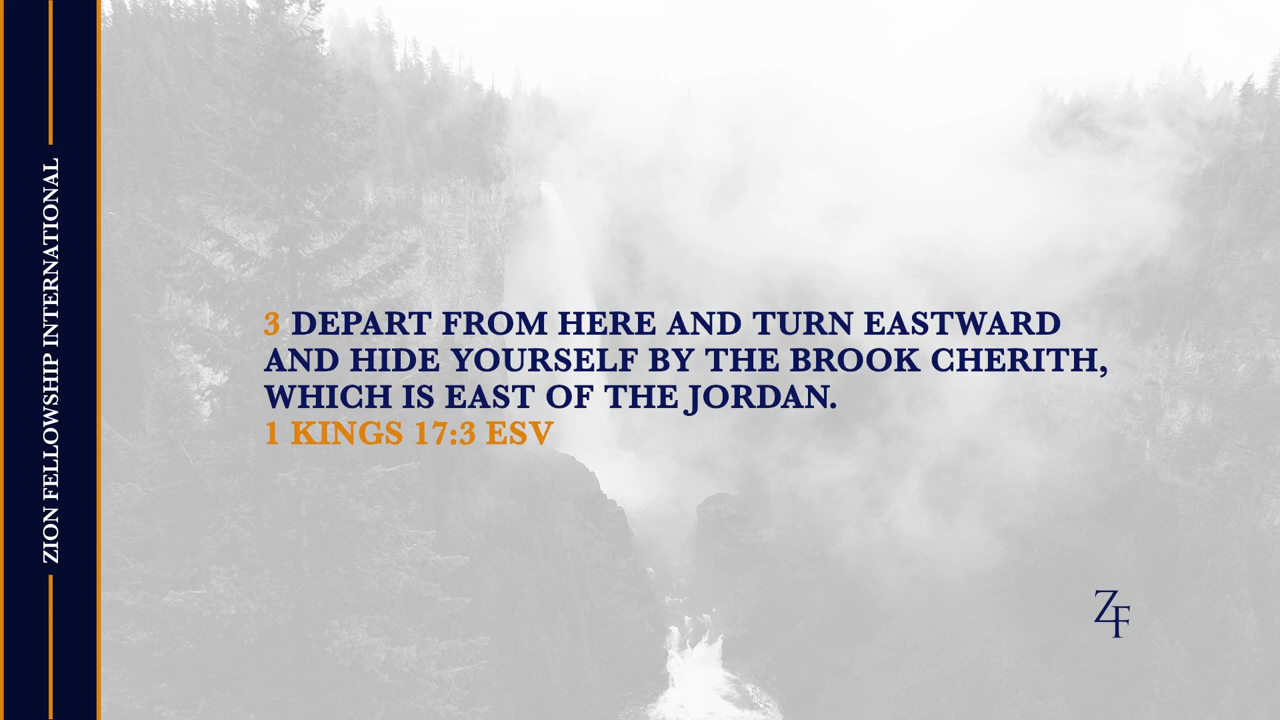 ZION FELLOWSHIP INTERNATIONAL
3 DEPART FROM HERE AND TURN EASTWARD
AND HIDE YOURSELF BY THE BROOK CHERITH,
WHICH IS EAST OF THE JORDAN.
1 KINGS 17:3 ESV
ZF